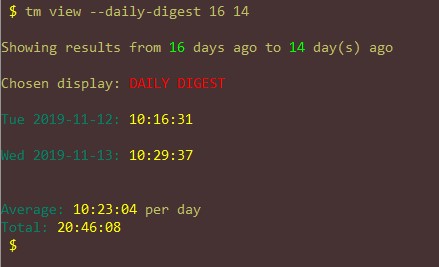 $ tm view --daily-digest 16 14
Showing results from 16 days ago to 14 day(s) ago
Chosen display: DAILY DIGEST
Tue 2019-11-12: 10:16:31
Wed 2019-11-13: 10:29:37
Average: 10:23:04 per day
Total: 20:46:08
$